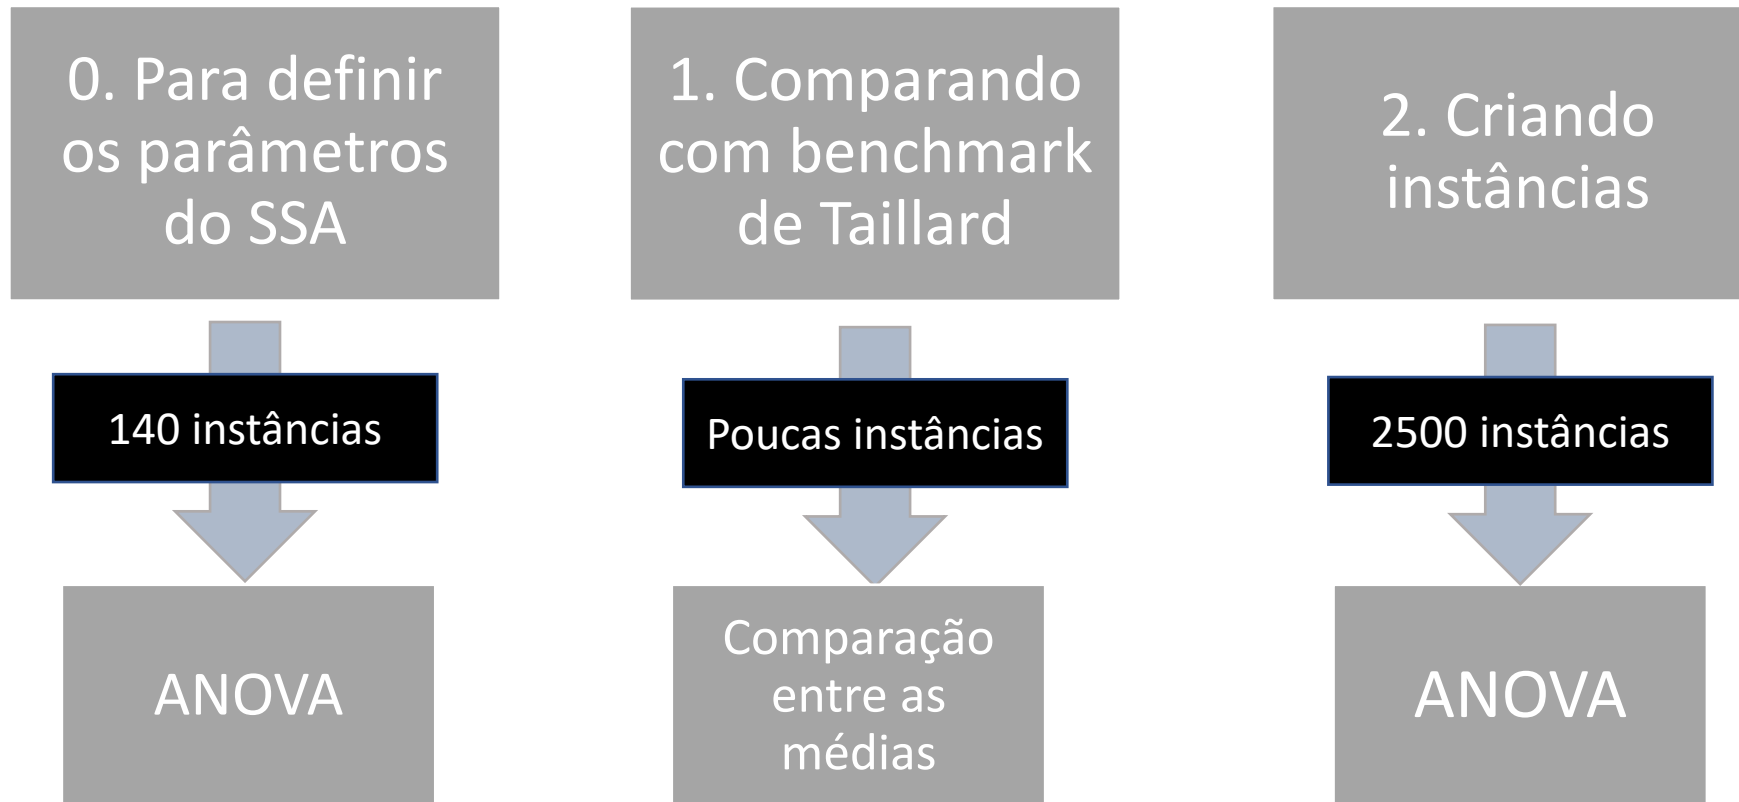 0. Para definir
os parâmetros
do SSA
140 instâncias
ANOVA
1. Comparando
com benchmark
de Taillard
Poucas instâncias
Comparação
entre as
médias
2. Criando
instâncias
2500 instâncias
ANOVA